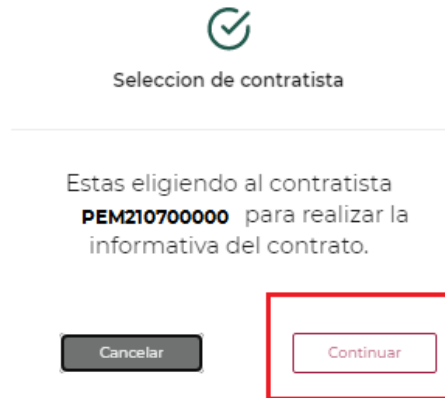 Seleccion de contratista
Estas eligiendo al contratista
PEM210700000 para realizar la
informativa del contrato.
Cancelar
Continuar